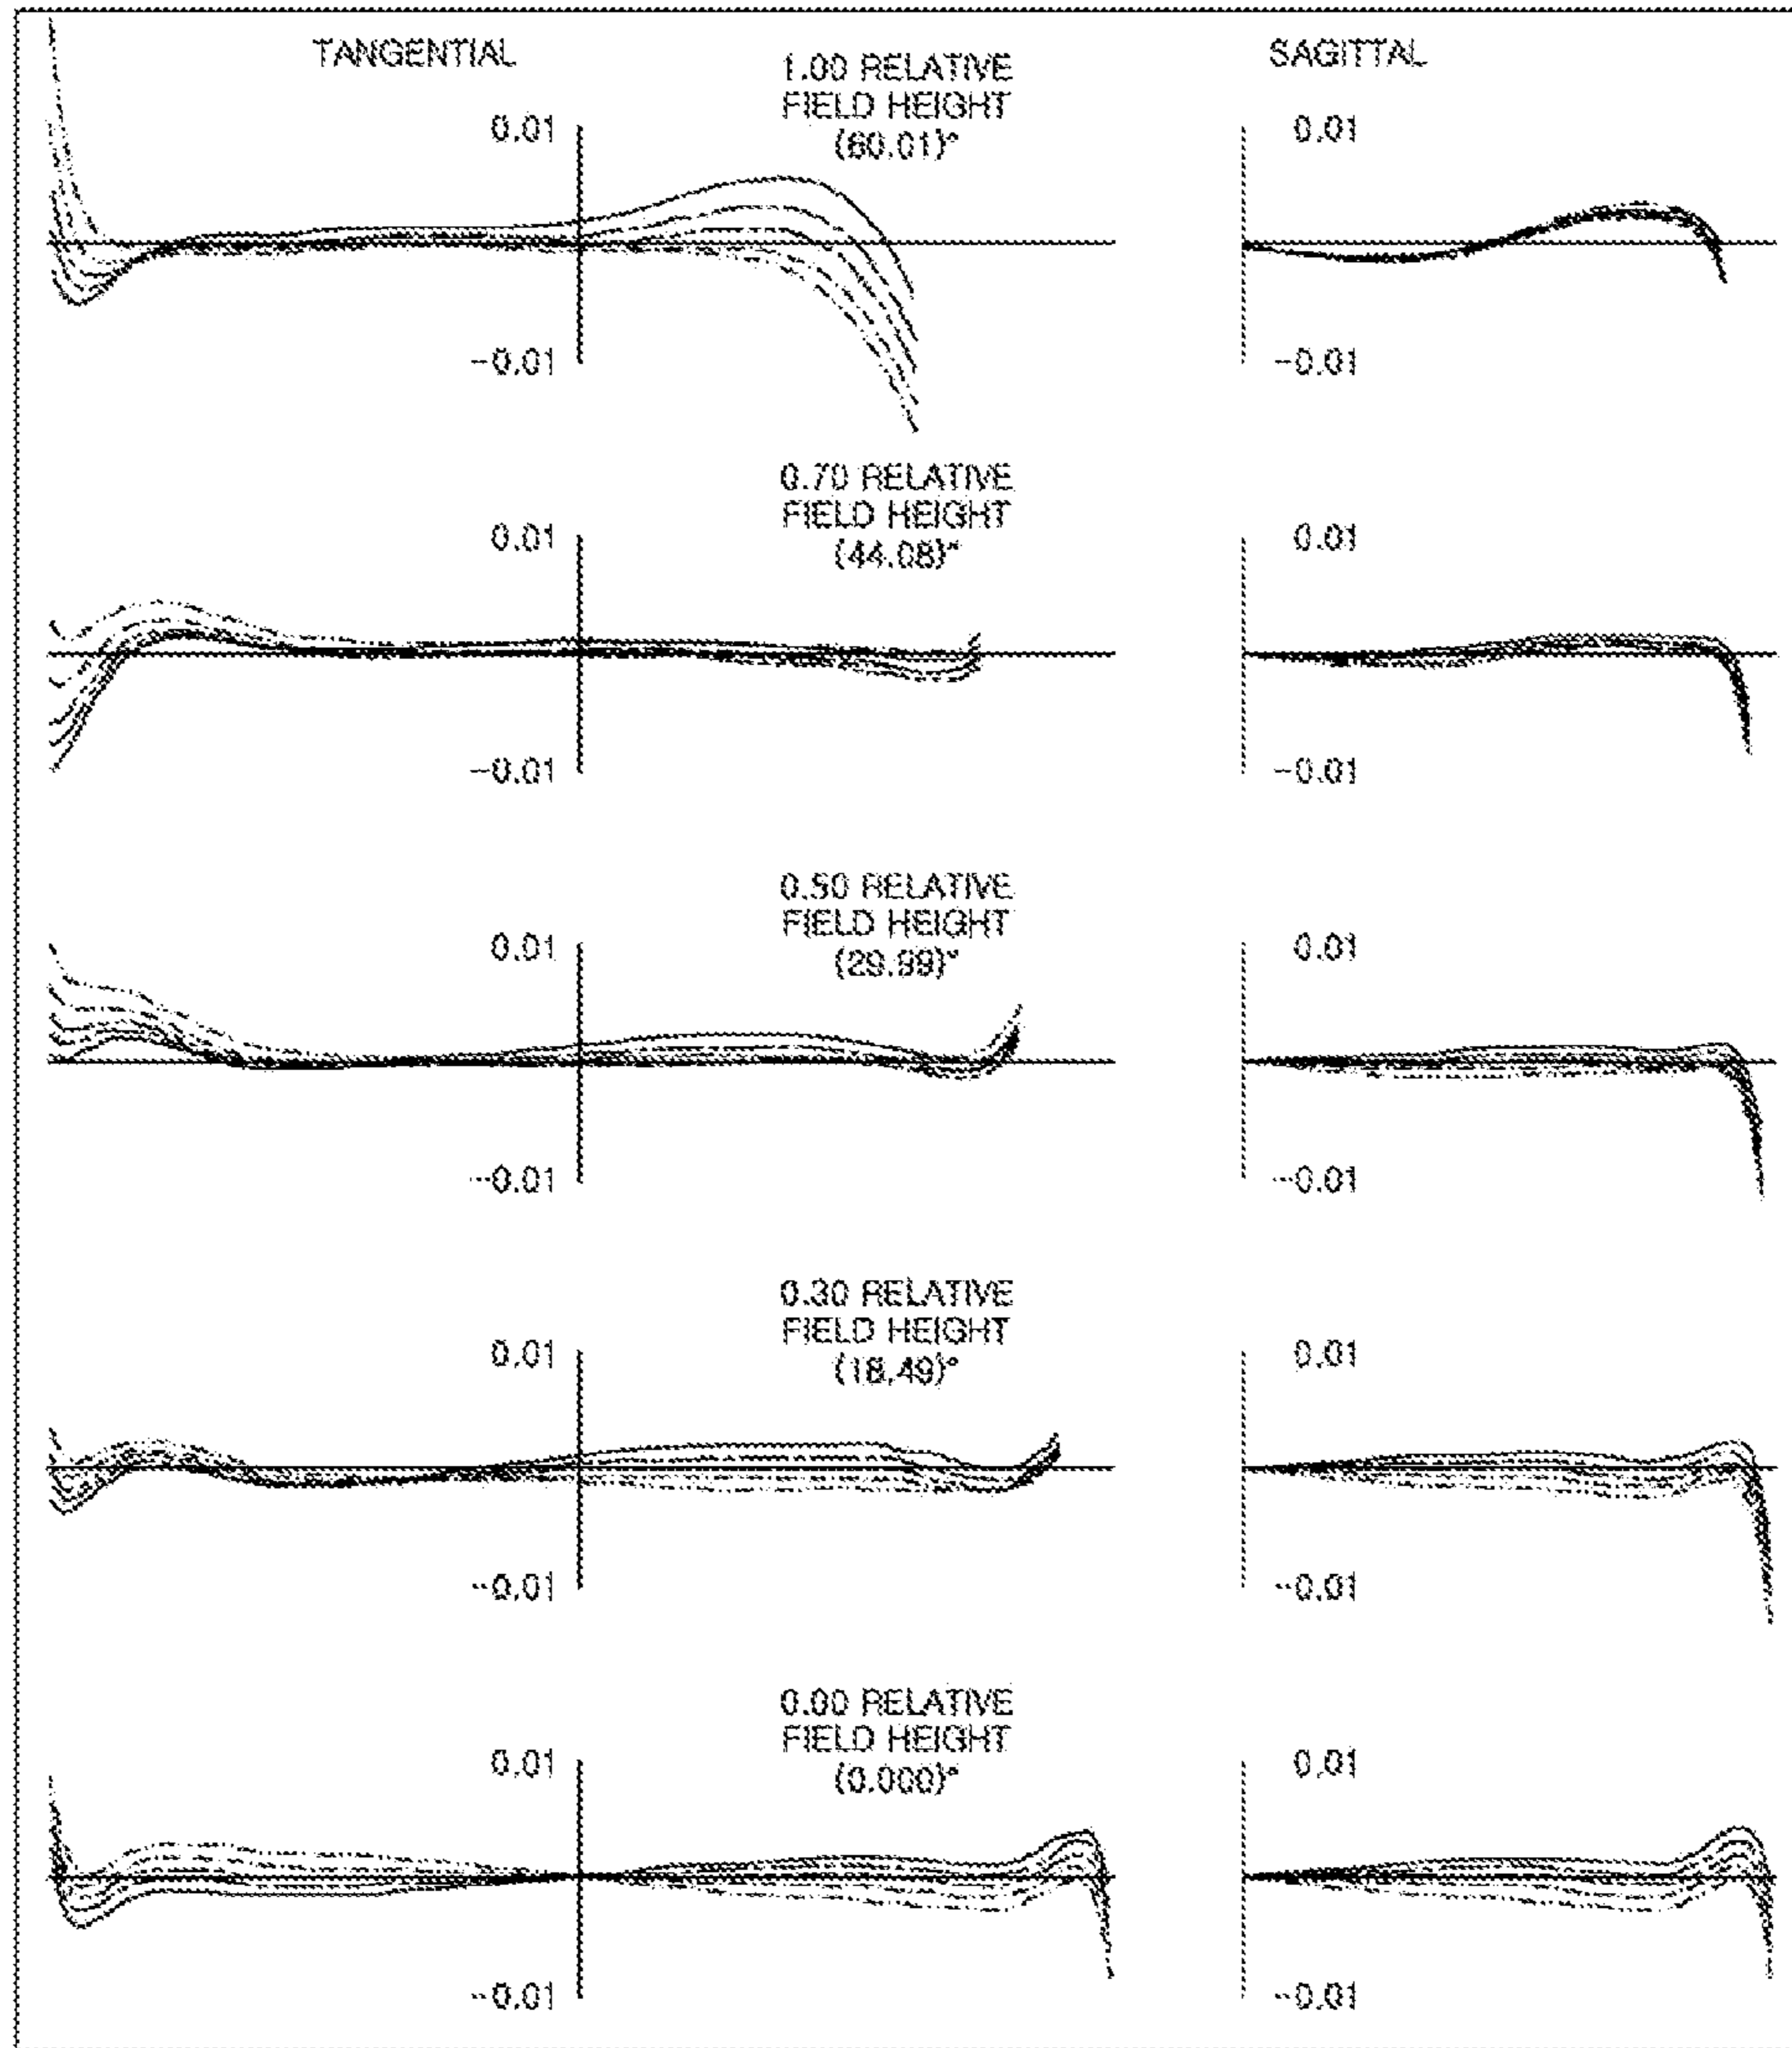 TANGENTIAL
1.00 RELATIVE
FIELD HEIGHT
(60.01)°
SAGITTAL
0.01
0.01
-0.01
-0.01
0.70 RELATIVE
FIELD HEIGHT
(44.08)°
0.01
0.01
-0.01
-0.01
0.50 RELATIVE
FIELD HEIGHT
(29.99)°
0.01
0.01
-0.01
-0.01
0.30 RELATIVE
FIELD HEIGHT
(18.49)°
0.01
0.01
-0.01
-0.01
0.00 RELATIVE
FIELD HEIGHT
(0.000)°
0.01
0.01
-0.01
-0.01